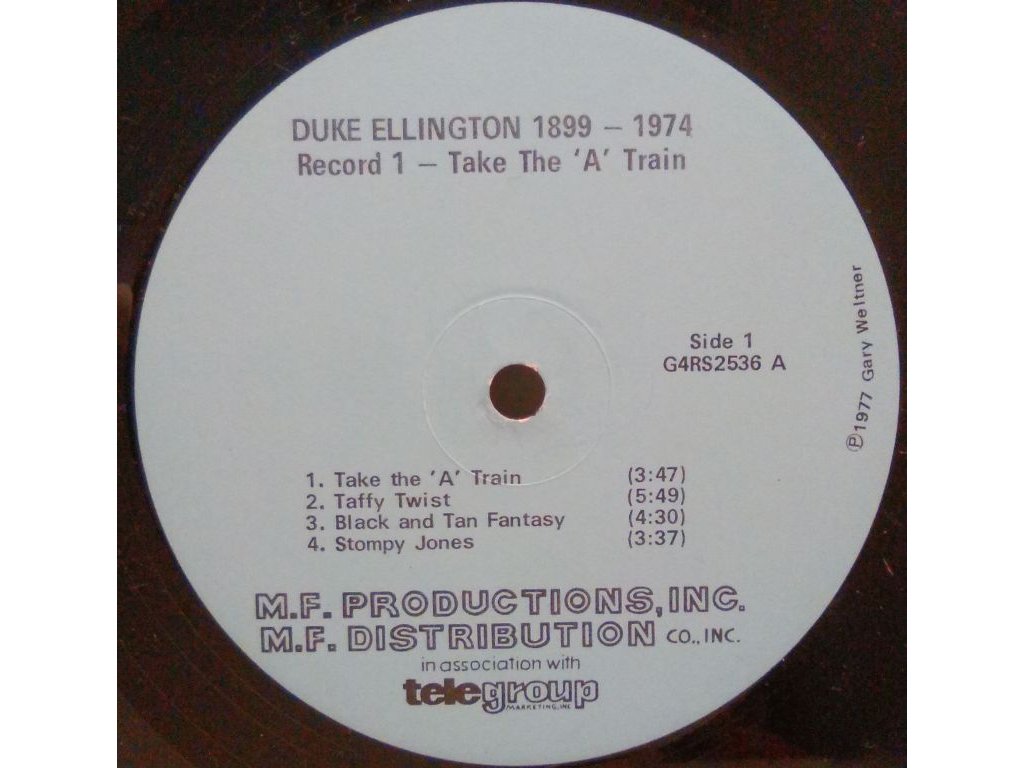 DUKE ELLINGTON 1899 – 1974
Record 1 – Take The 'A' Train
Side 1
G4RS2536 A
℗1977 Gary Weltner
1. Take the 'A' Train (3:47)
2. Taffy Twist (5:49)
3. Black and Tan Fantasy (4:30)
4. Stompy Jones (3:37)
M.F. PRODUCTIONS, INC.
M.F. DISTRIBUTION CO., INC.
in association with
telegroup
MARKETING, INC